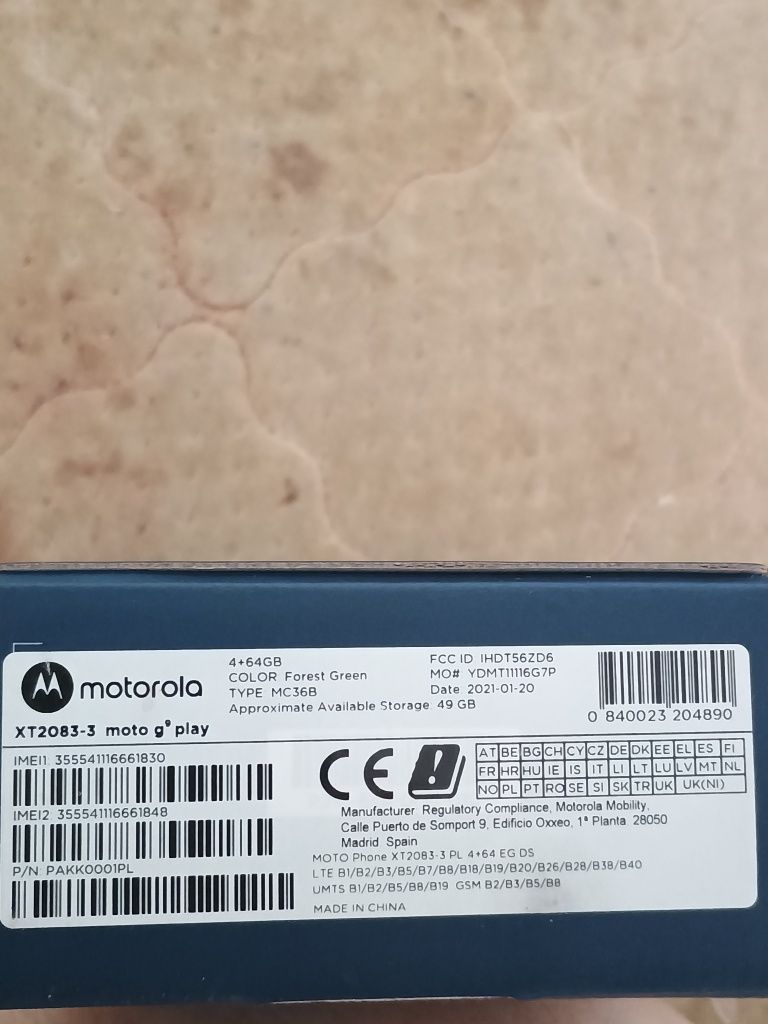 motorola
XT2083-3 moto g⁹ play
4+64GB
COLOR Forest Green
TYPE MC36B
Approximate Available Storage 49 GB
FCC ID IHDT56ZD6
MO# YDMT11116G7P
Date 2021-01-20
0 840023 204890
IMEI1 355541116661830
IMEI2 355541116661848
P/N PAKK0001PL
CE
AT BE BG CH CY CZ DE DK EE EL ES FI
FR HR HU IE IS IT LI LT LU LV MT NL
NO PL PT RO SE SI SK TR UK UK(NI)
Manufacturer Regulatory Compliance, Motorola Mobility.
Calle Puerto de Somport 9, Edificio Oxxeo, 1ª Planta 28050
Madrid Spain
MOTO Phone XT2083-3 PL 4+64 EG DS
LTE B1/B2/B3/B5/B7/B8/B18/B19/B20/B26/B28/B38/B40
UMTS B1/B2/B5/B8/B19 GSM B2/B3/B5/B8
MADE IN CHINA